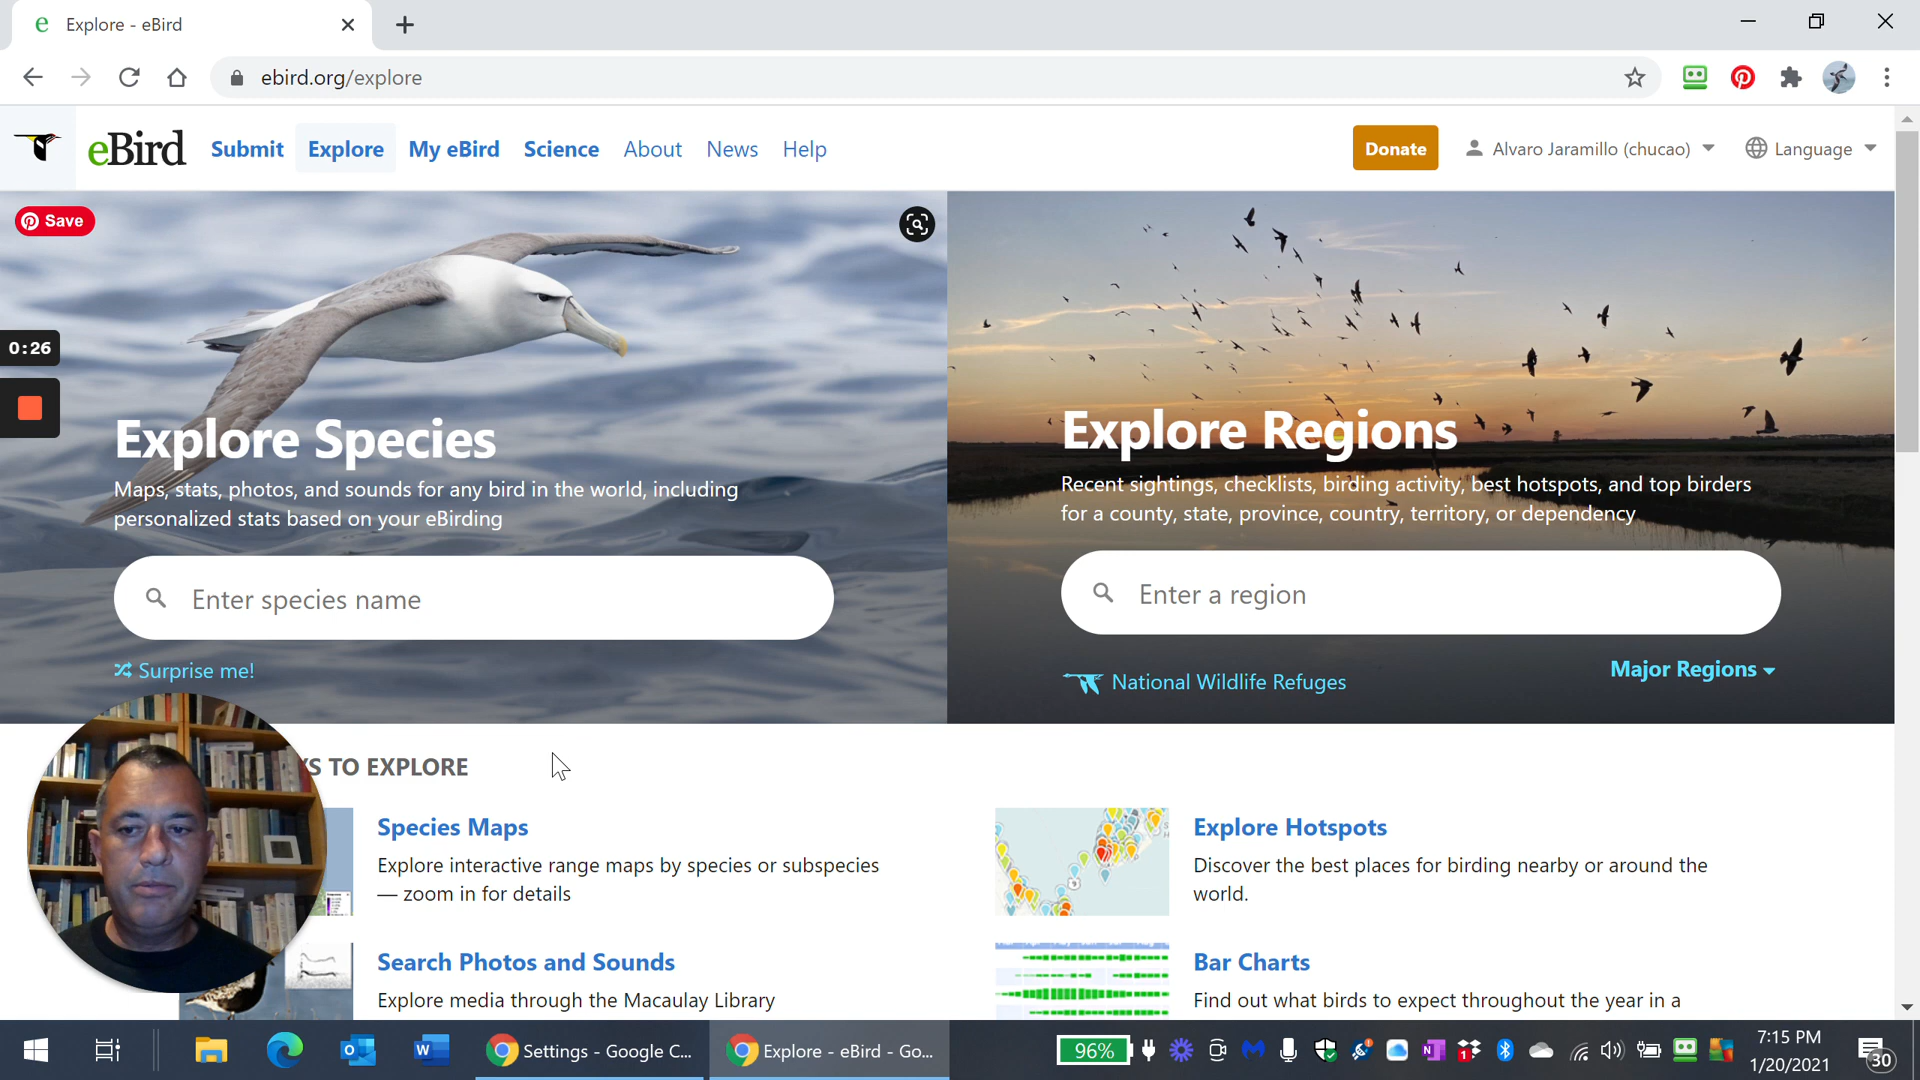 Explore - eBird
ebird.org/explore
eBird
Submit
Explore
My eBird
Science
About
News
Help
Donate
Alvaro Jaramillo (chucao)
Language
Save
0:26
Explore Species
Maps, stats, photos, and sounds for any bird in the world, including
personalized stats based on your eBirding
Enter species name
Surprise me!
Explore Regions
Recent sightings, checklists, birding activity, best hotspots, and top birders
for a county, state, province, country, territory, or dependency
Enter a region
National Wildlife Refuges
Major Regions
S TO EXPLORE
Species Maps
Explore interactive range maps by species or subspecies
— zoom in for details
Explore Hotspots
Discover the best places for birding nearby or around the
world.
Search Photos and Sounds
Explore media through the Macaulay Library
Bar Charts
Find out what birds to expect throughout the year in a
Settings - Google C...
Explore - eBird - Go...
96%
7:15 PM
1/20/2021
30